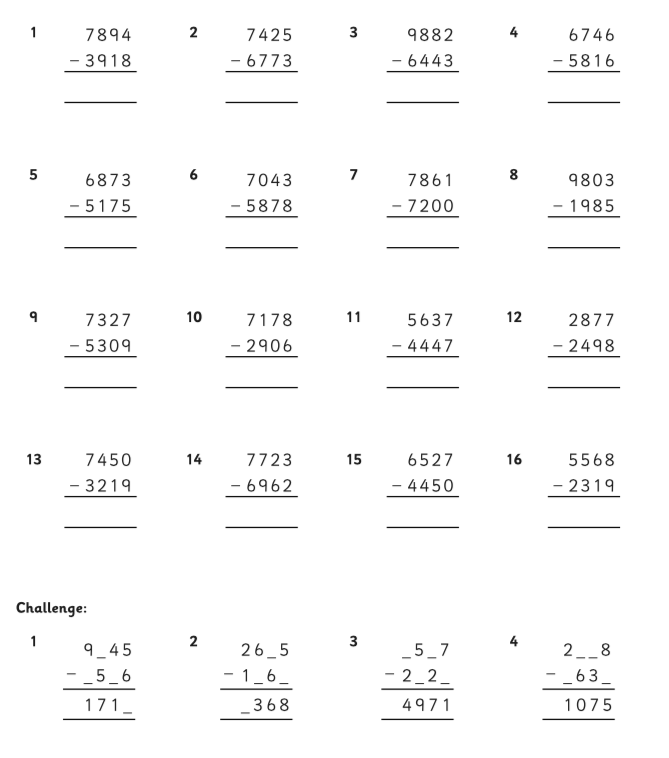 1 7894 2 7425 3 9882 4 6746
− 3918 − 6773 − 6443 − 5816
5 6873 6 7043 7 7861 8 9803
− 5175 − 5878 − 7200 − 1985
9 7327 10 7178 11 5637 12 2877
− 5309 − 2906 − 4447 − 2498
13 7450 14 7723 15 6527 16 5568
− 3219 − 6962 − 4450 − 2319
Challenge:
1 9_45 2 26_5 3 _5_7 4 2__8
− _5_6 − 1_6_ − 2_2_ − _63_
171_ _368 4971 1075